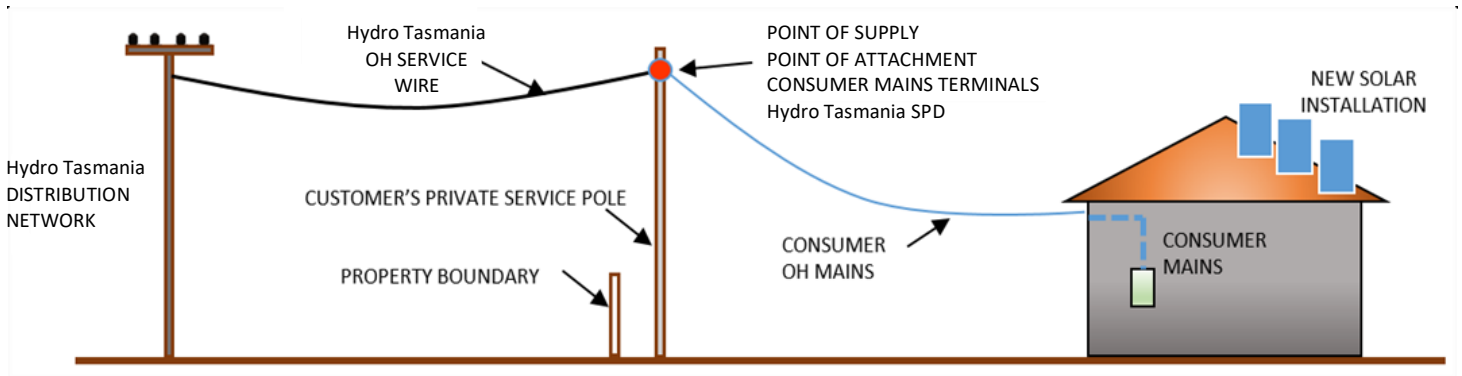 Hydro Tasmania
OH SERVICE
WIRE
POINT OF SUPPLY
POINT OF ATTACHMENT
CONSUMER MAINS TERMINALS
Hydro Tasmania SPD
NEW SOLAR
INSTALLATION
Hydro Tasmania
DISTRIBUTION
NETWORK
CUSTOMER'S PRIVATE SERVICE POLE
PROPERTY BOUNDARY
CONSUMER
OH MAINS
CONSUMER
MAINS